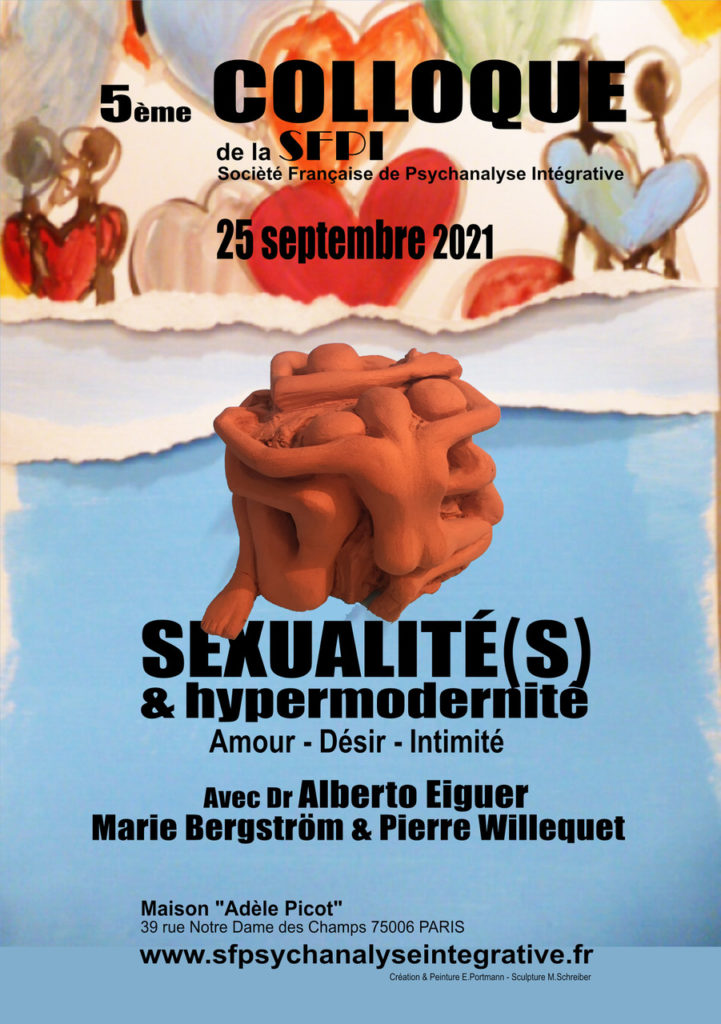 5ème COLLOQUE
de la SFPI
Socièté Française de Psychanalyse Intégrative
25 septembre 2021
SEXUALITÉ(S)
& hypermodernité
Amour - Désir - Intimité
Avec Dr Alberto Eiguer
Marie Bergström & Pierre Willequet
Maison "Adèle Picot"
39 rue Notre Dame des Champs 75006 PARIS
www.sfpsychanalyseintegrative.fr
Création & Peinture E.Portmann - Sculpture M.Schreiber